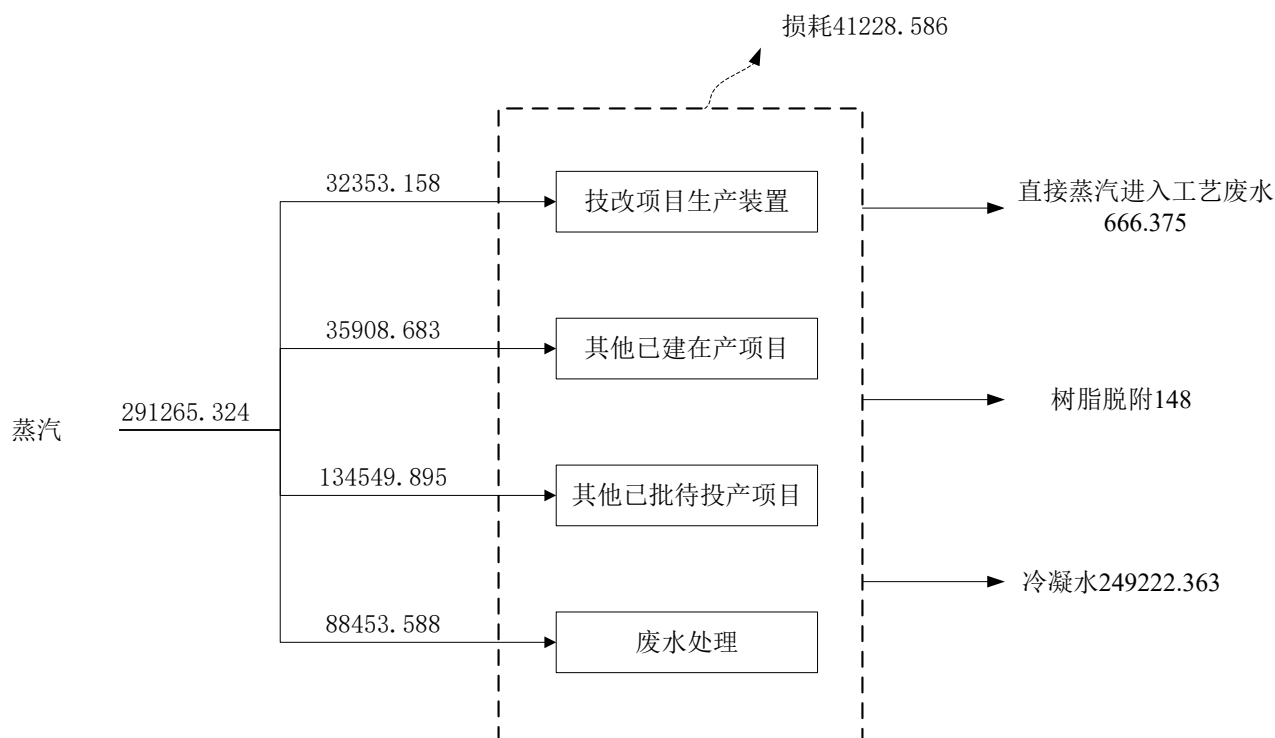 损耗41228.586
32353.158
技改项目生产装置
直接蒸汽进入工艺废水
666.375
35908.683
其他已建在产项目
蒸汽
291265.324
树脂脱附148
134549.895
其他已批待投产项目
冷凝水249222.363
88453.588
废水处理